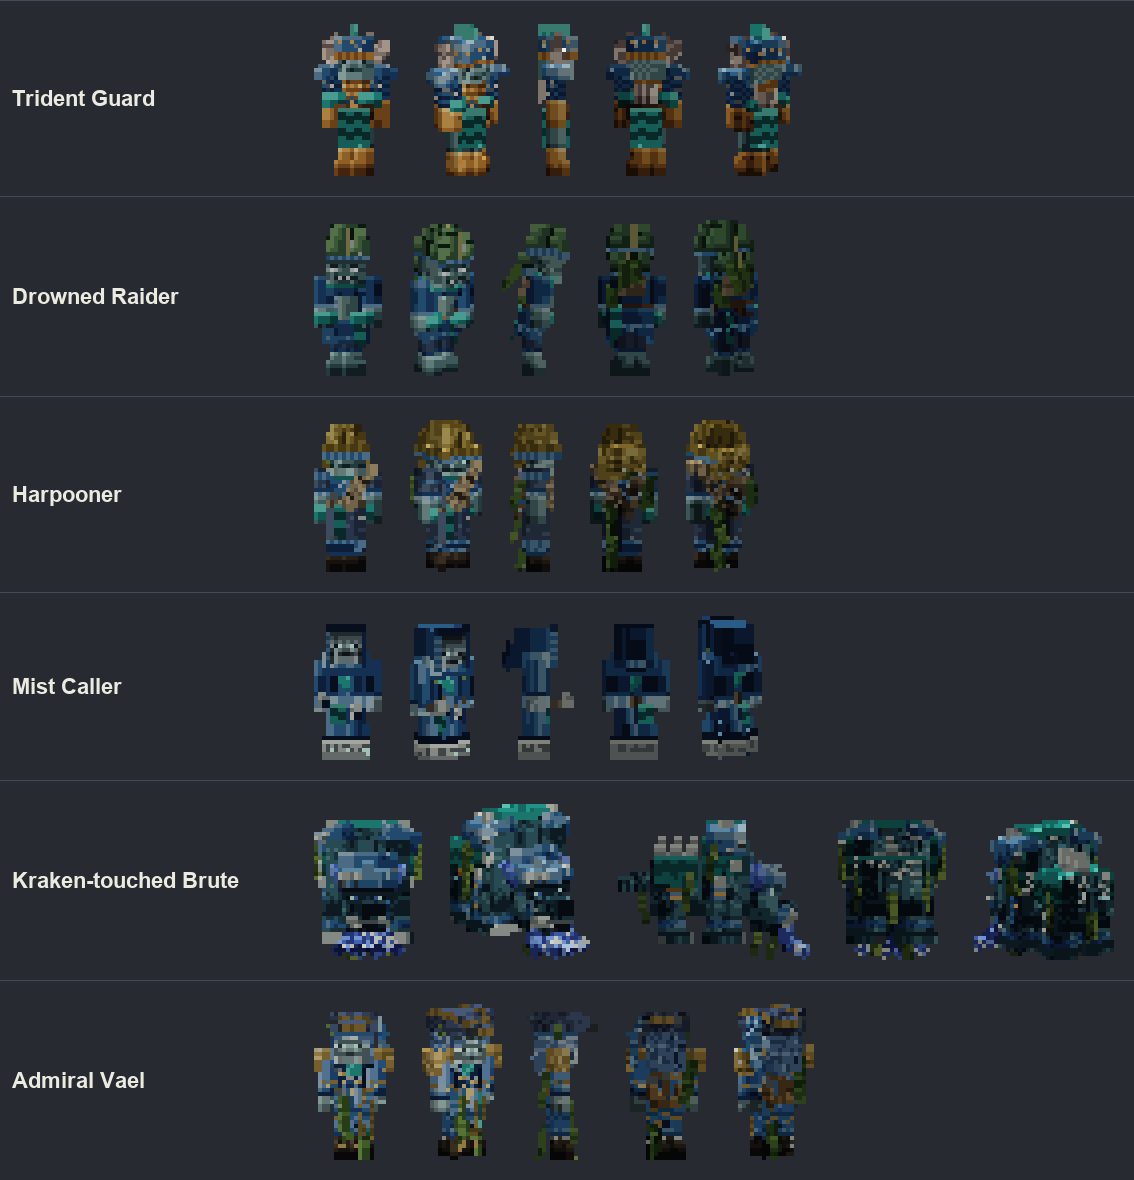 Trident Guard
Drowned Raider
Harpooner
Mist Caller
Kraken-touched Brute
Admiral Vael